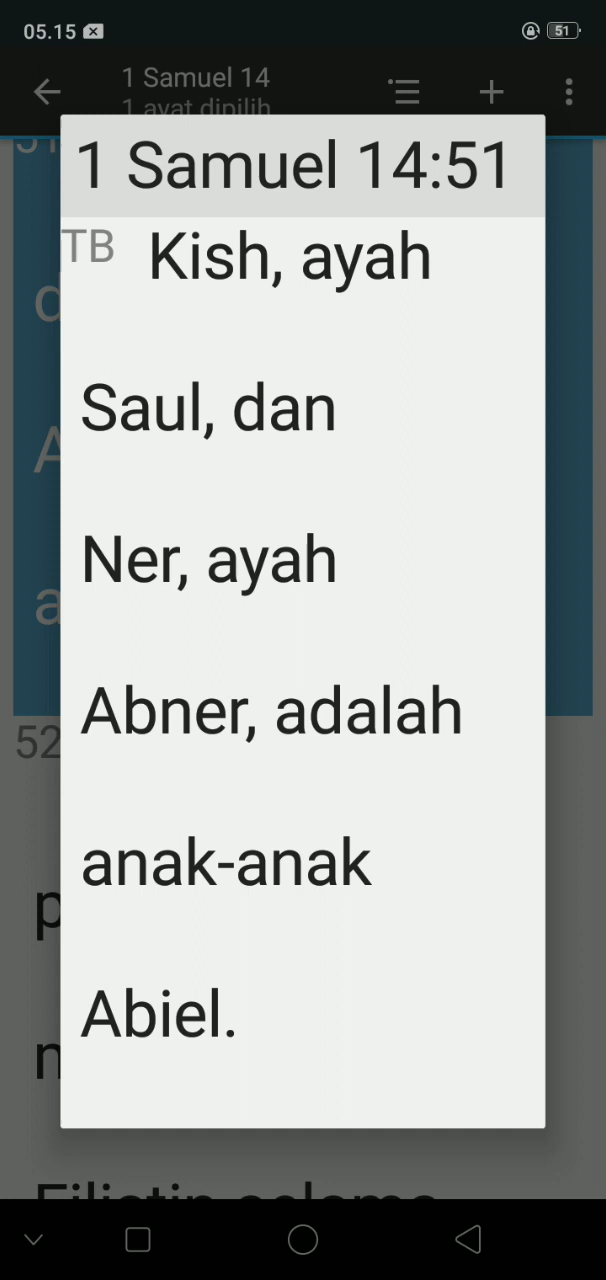 05.15
51
1 Samuel 14
1 ayat dipilih
1 Samuel 14:51
TB Kish, ayah
Saul, dan
Ner, ayah
Abner, adalah
anak-anak
Abiel.
52